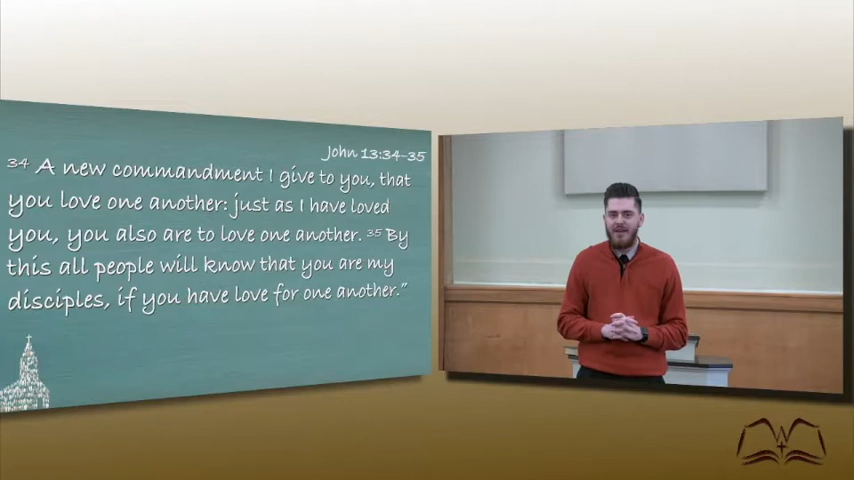 John 13:34–35
34 A new commandment I give to you, that
you love one another: just as I have loved
you, you also are to love one another. 35 By
this all people will know that you are my
disciples, if you have love for one another.”